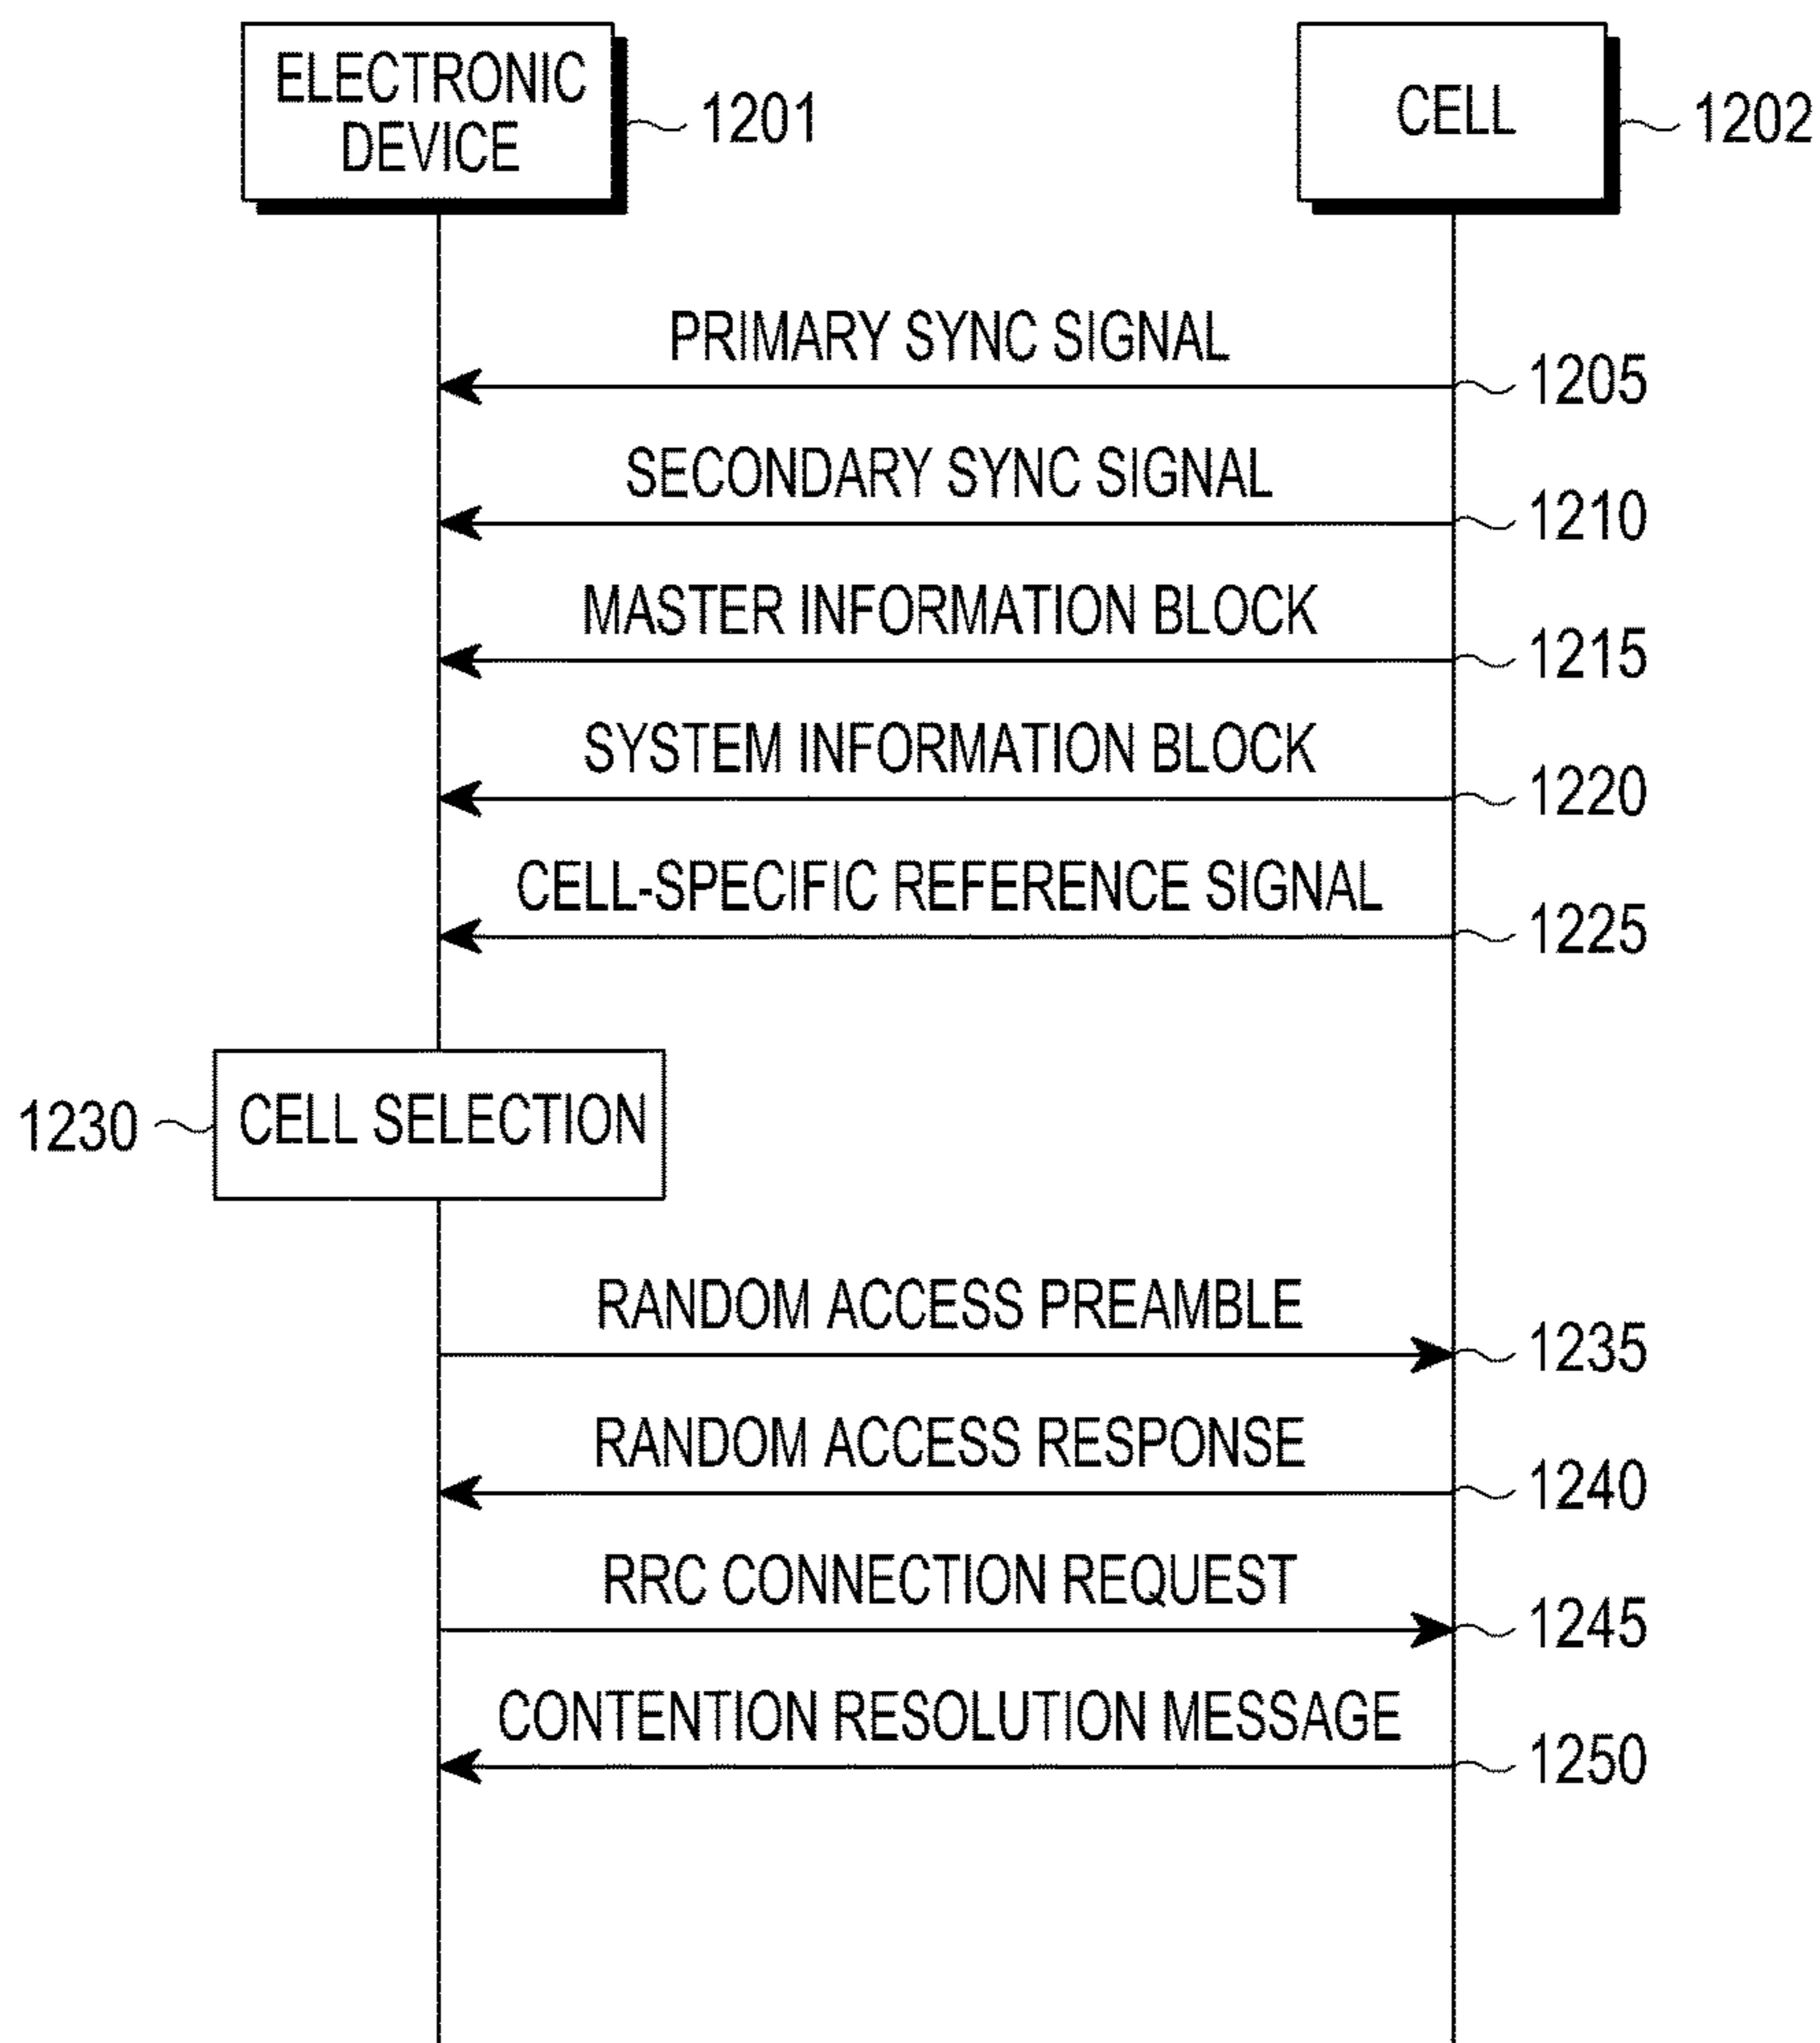 ELECTRONIC
DEVICE
1201
CELL
1202
PRIMARY SYNC SIGNAL
1205
SECONDARY SYNC SIGNAL
1210
MASTER INFORMATION BLOCK
1215
SYSTEM INFORMATION BLOCK
1220
CELL-SPECIFIC REFERENCE SIGNAL
1225
1230
CELL SELECTION
RANDOM ACCESS PREAMBLE
1235
RANDOM ACCESS RESPONSE
1240
RRC CONNECTION REQUEST
1245
CONTENTION RESOLUTION MESSAGE
1250